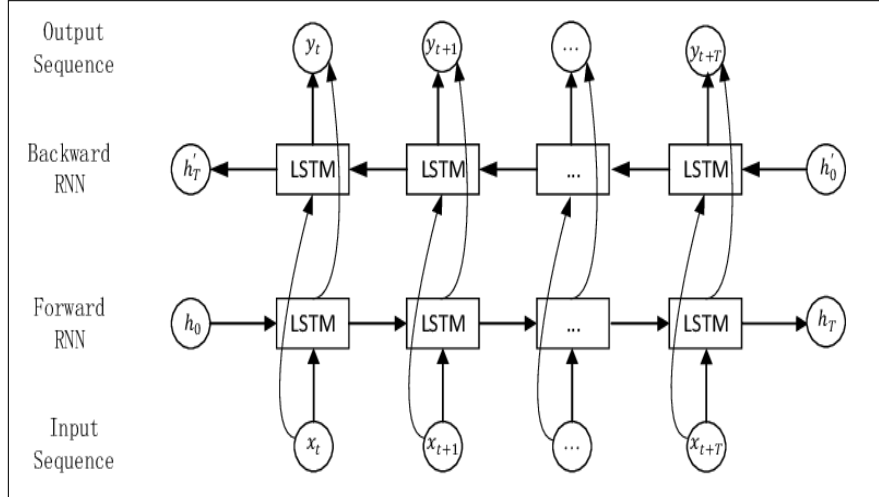 Output
Sequence
y_t
y_{t+1}
...
y_{t+T}
Backward
RNN
h'_T
LSTM
LSTM
...
LSTM
h'_0
Forward
RNN
h_0
LSTM
LSTM
...
LSTM
h_T
Input
Sequence
x_t
x_{t+1}
...
x_{t+T}